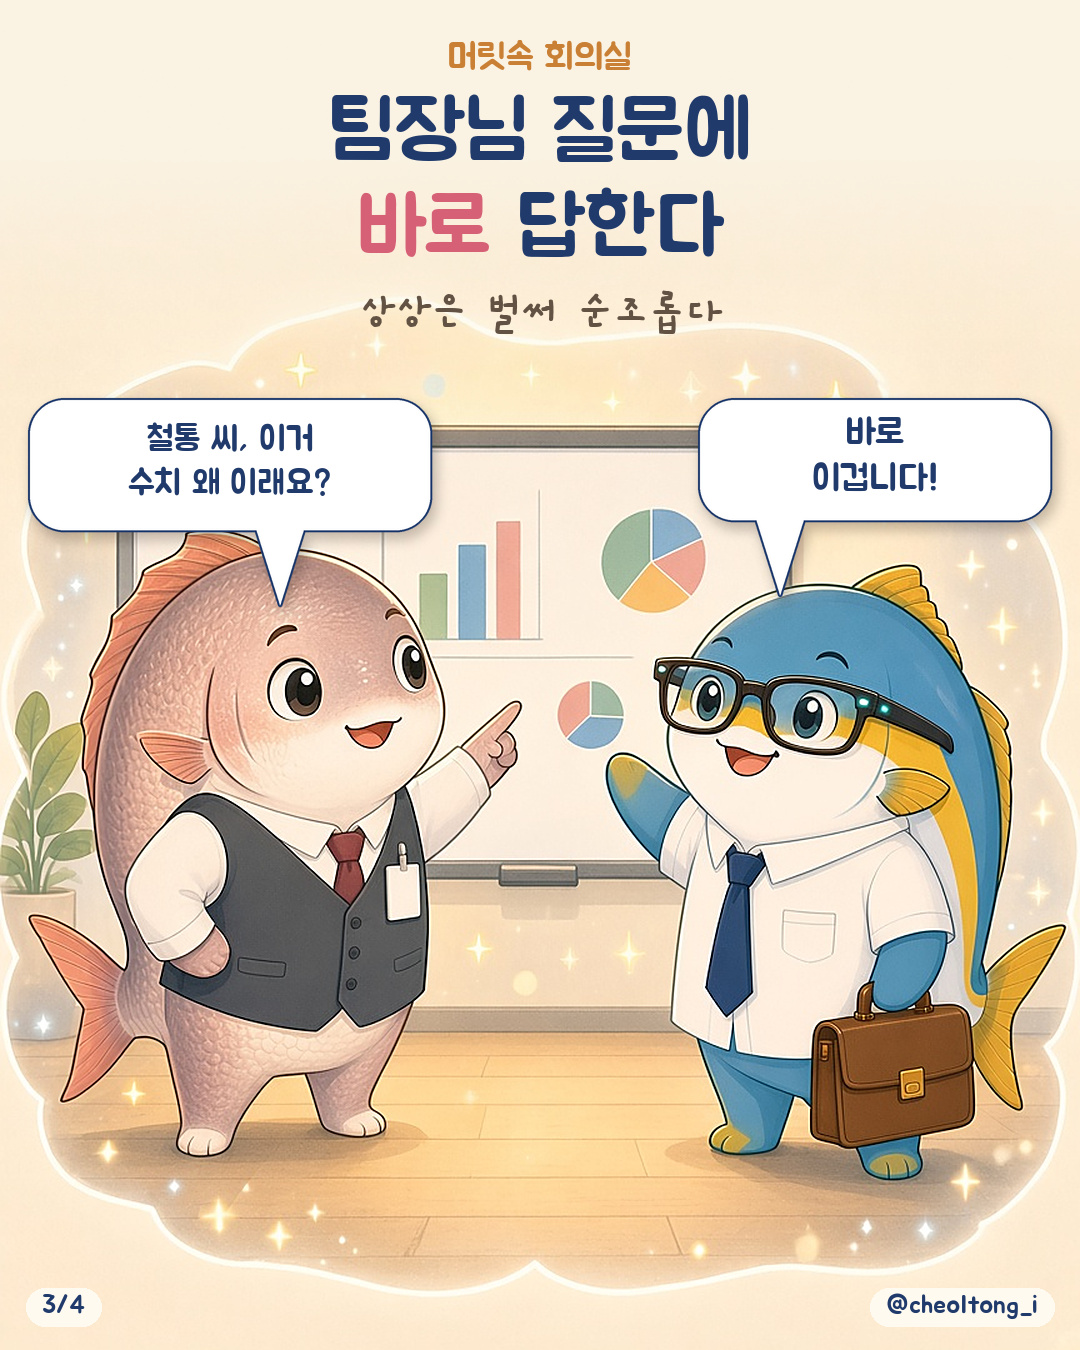 머릿속 회의실
팀장님 질문에
바로 답한다
상상은 벌써 순조롭다
철통 씨, 이거
수치 왜 이래요?
바로
이겁니다!
3/4
@cheoltong_i